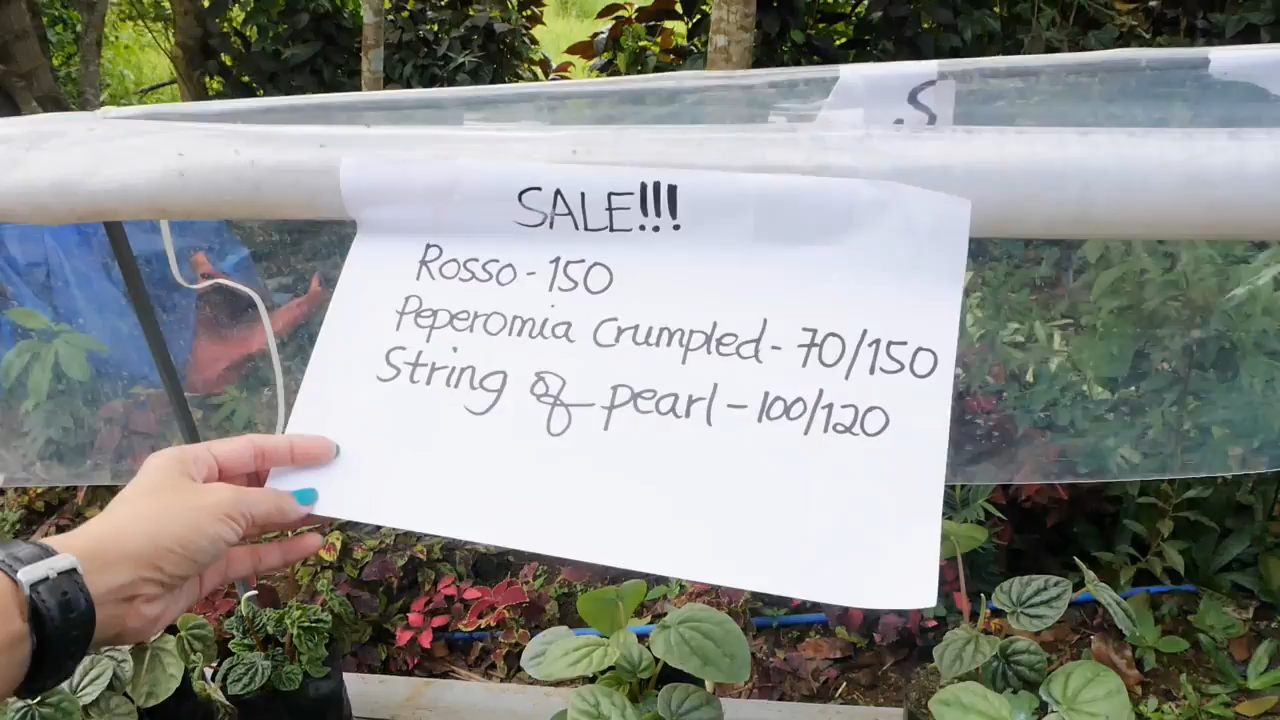 .S
SALE!!!
Rosso - 150
Peperomia Crumpled - 70/150
String of pearl - 100/120